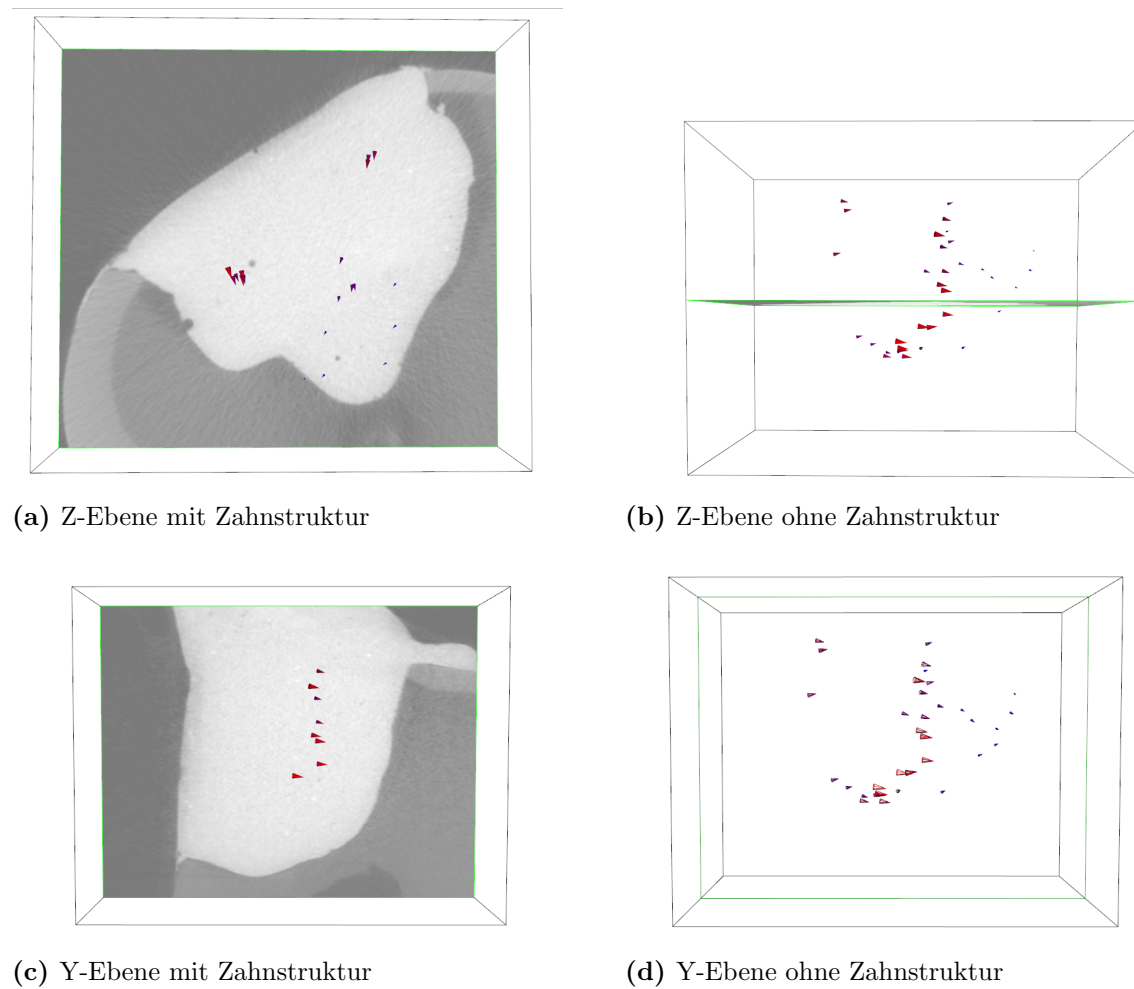 (a) Z-Ebene mit Zahnstruktur
(b) Z-Ebene ohne Zahnstruktur
(c) Y-Ebene mit Zahnstruktur
(d) Y-Ebene ohne Zahnstruktur